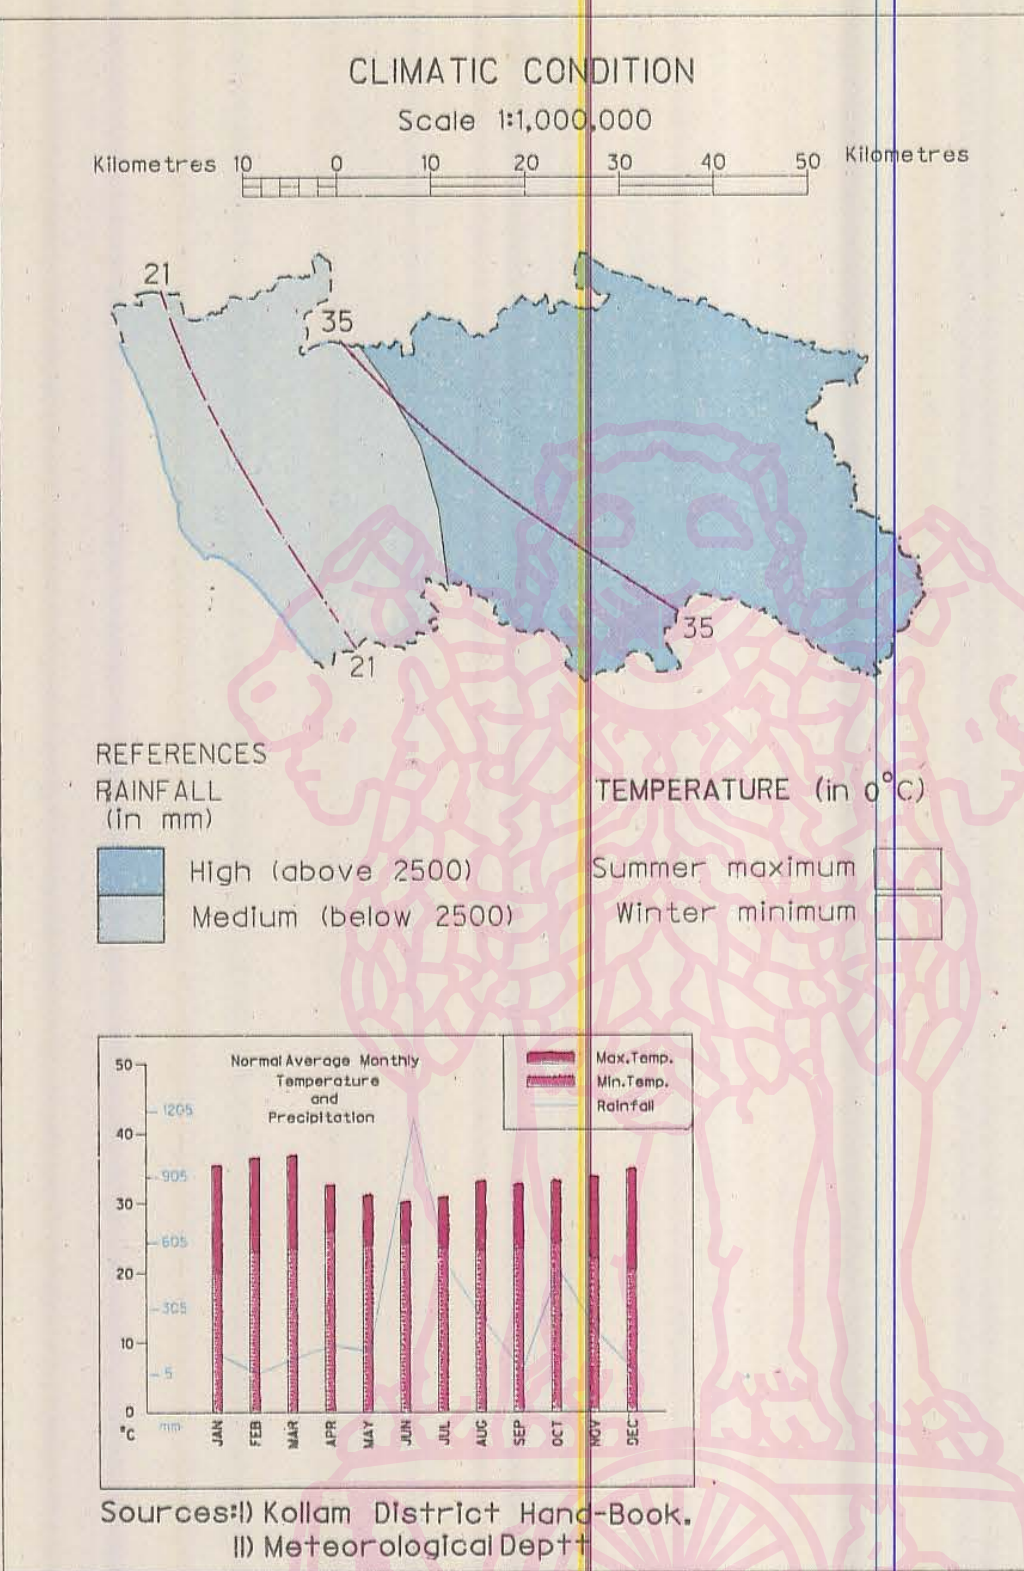 CLIMATIC CONDITION
Scale 1:1,000,000
Kilometres 10 0 10 20 30 40 50 Kilometres
21
35
35
21
REFERENCES
RAINFALL
(in mm)
High (above 2500)
Medium (below 2500)
TEMPERATURE (in 0°C)
Summer maximum
Winter minimum
Normal Average Monthly
Temperature
and
Precipitation
Max.Temp.
Min.Temp.
Rainfall
50
1205
40
905
30
605
20
305
10
5
0
°C mm
JAN FEB MAR APR MAY JUN JUL AUG SEP OCT NOV DEC
Sources:I) Kollam District Hand-Book.
II) Meteorological Deptt